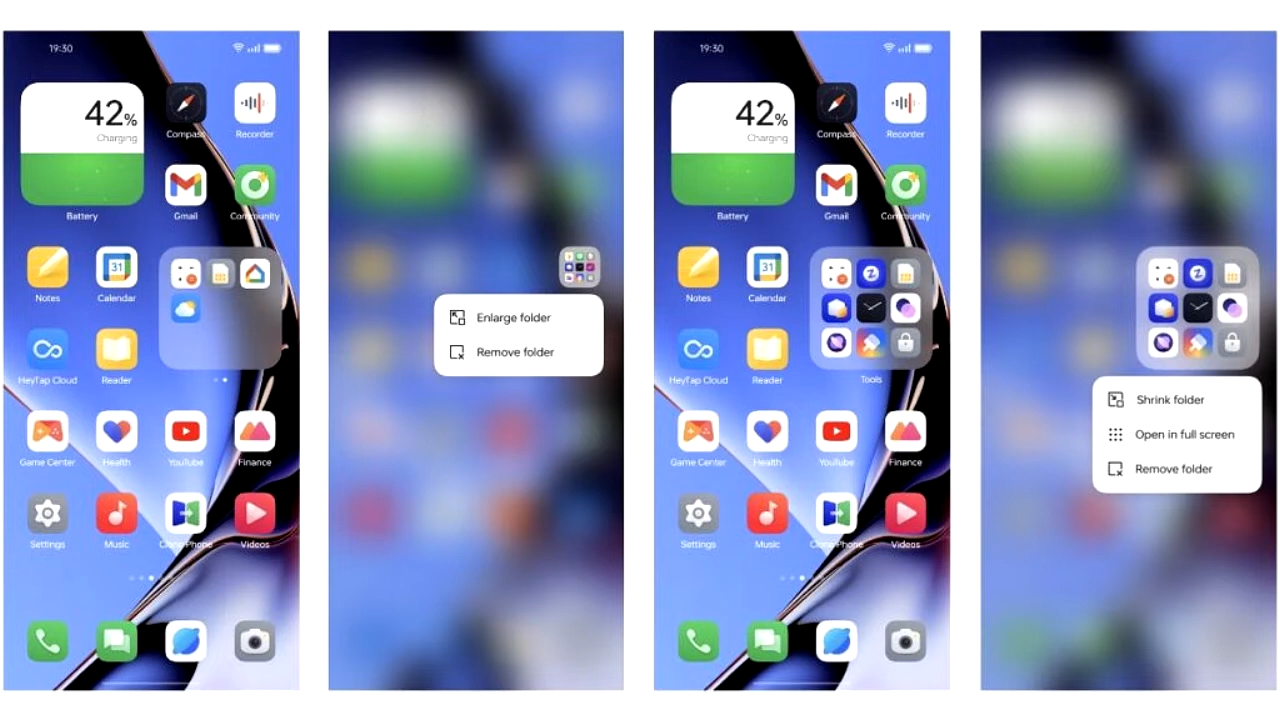 19:30
42%
Charging
Compass
Recorder
Battery
Gmail
Community
31
Notes
Calendar
HeyTap Cloud
Reader
Game Center
Health
YouTube
Finance
Settings
Music
Clone Phone
Videos
Enlarge folder
Remove folder
19:30
42%
Charging
Compass
Recorder
Battery
Gmail
Community
31
Notes
Calendar
HeyTap Cloud
Reader
Tools
Game Center
Health
YouTube
Finance
Settings
Music
Clone Phone
Videos
Shrink folder
Open in full screen
Remove folder